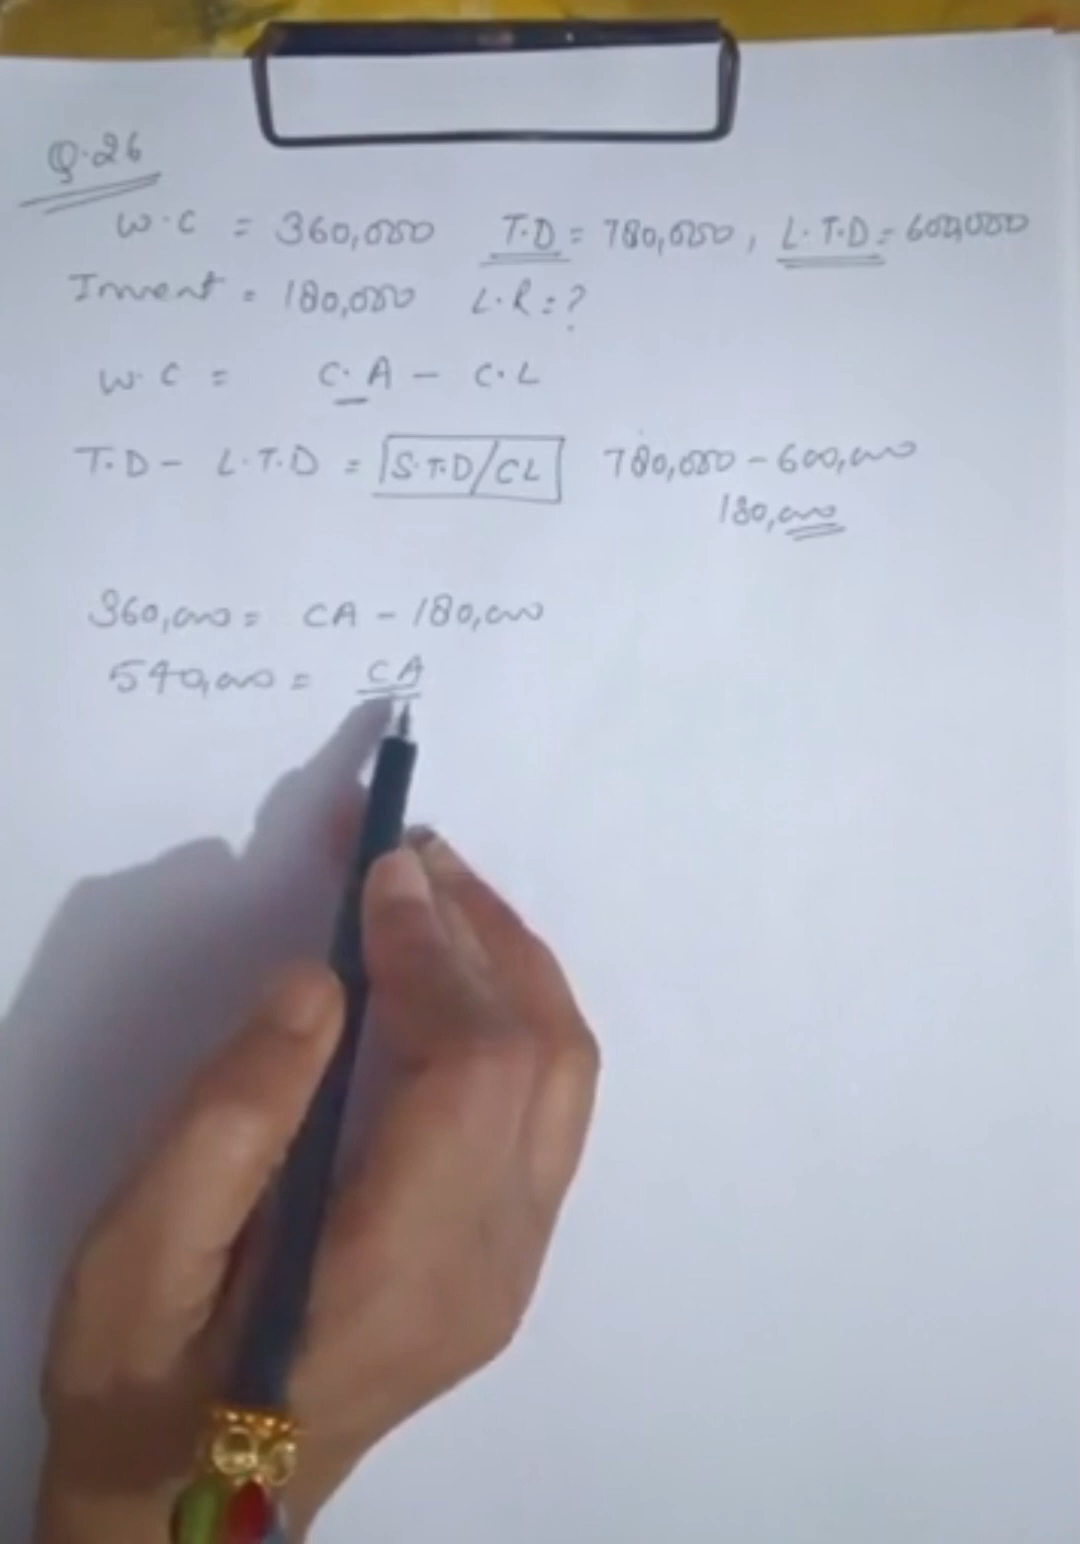 Q.26
W.C = 360,000 T.D = 780,000, L.T.D = 600,000
Invent = 180,000 L.R = ?
W.C = C.A - C.L
T.D - L.T.D = S.T.D/CL 780,000 - 600,000
180,000
360,000 = CA - 180,000
540,000 = CA